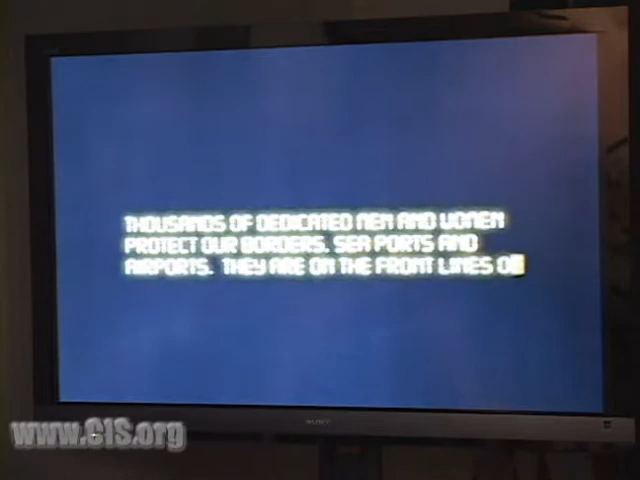 THOUSANDS OF DEDICATED MEN AND WOMEN
PROTECT OUR BORDERS. SEA PORTS AND
AIRPORTS. THEY ARE ON THE FRONT LINES O
SONY
www.CIS.org